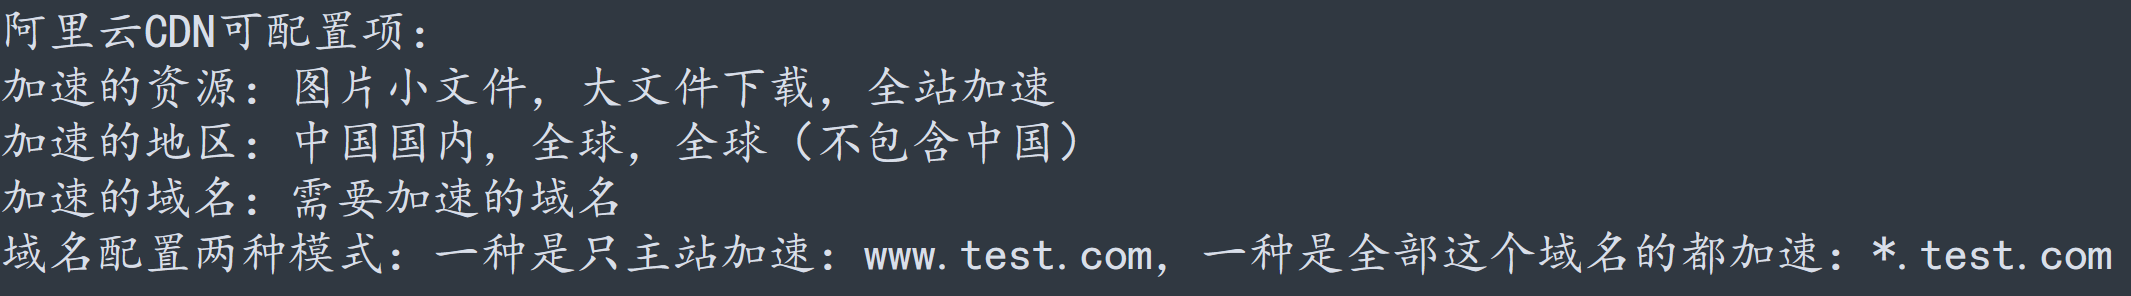 阿里云CDN可配置项：
加速的资源：图片小文件，大文件下载，全站加速
加速的地区：中国国内，全球，全球（不包含中国）
加速的域名：需要加速的域名
域名配置两种模式：一种是只主站加速：www.test.com，一种是全部这个域名的都加速：*.test.com